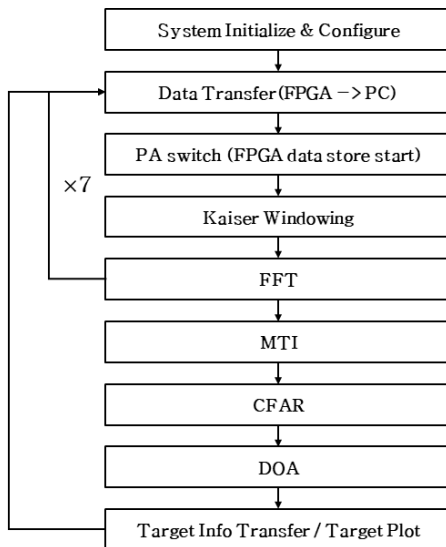 System Initialize & Configure
Data Transfer(FPGA -> PC)
PA switch (FPGA data store start)
×7
Kaiser Windowing
FFT
MTI
CFAR
DOA
Target Info Transfer / Target Plot